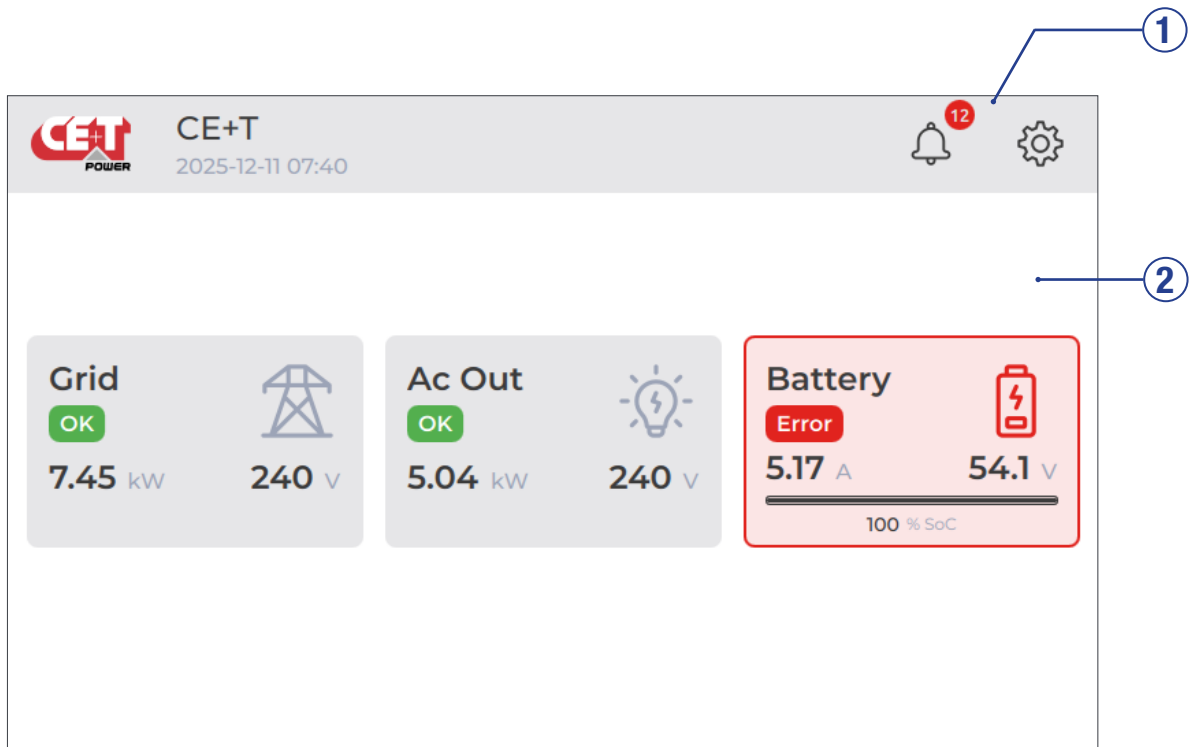 1
CE+T
POWER
CE+T
2025-12-11 07:40
12
2
Grid
OK
7.45 kW 240 V
Ac Out
OK
5.04 kW 240 V
Battery
Error
5.17 A 54.1 V
100 % SoC